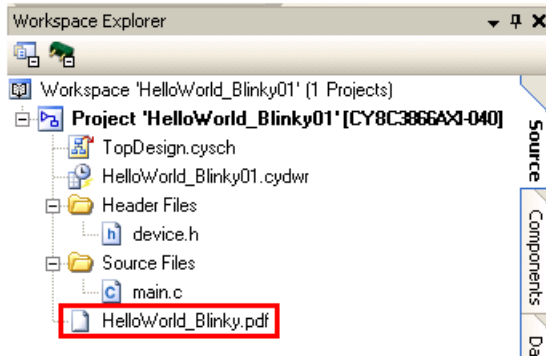 Workspace Explorer
Workspace 'HelloWorld_Blinky01' (1 Projects)
Project 'HelloWorld_Blinky01' [CY8C3866AXI-040]
TopDesign.cysch
HelloWorld_Blinky01.cydwr
Header Files
device.h
Source Files
main.c
HelloWorld_Blinky.pdf
Source
Components